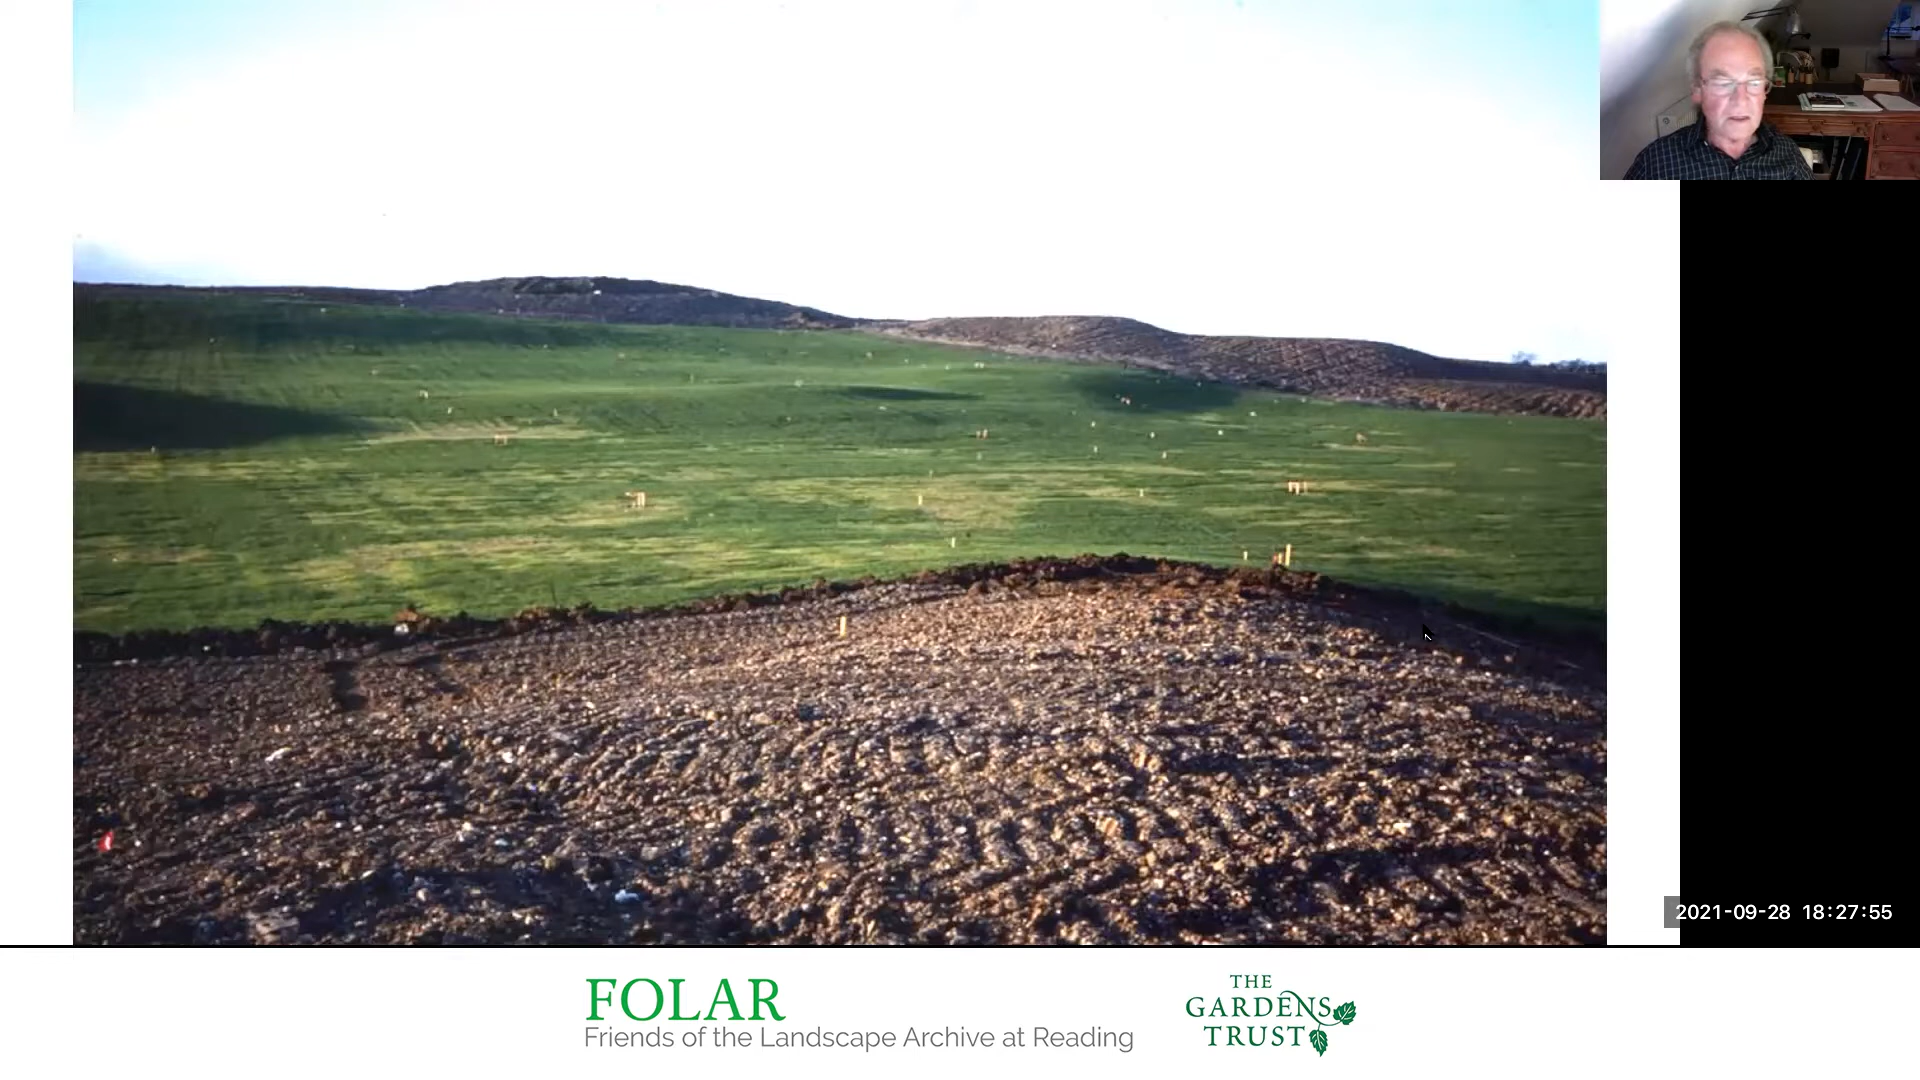 2021-09-28 18:27:55
FOLAR
Friends of the Landscape Archive at Reading
THE
GARDENS
TRUST